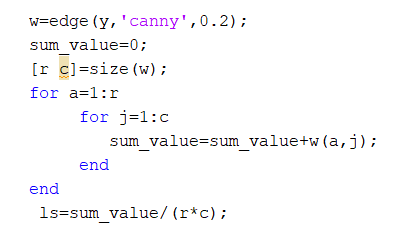 w=edge(y,'canny',0.2);
sum_value=0;
[r c]=size(w);
for a=1:r
for j=1:c
sum_value=sum_value+w(a,j);
end
end
ls=sum_value/(r*c);